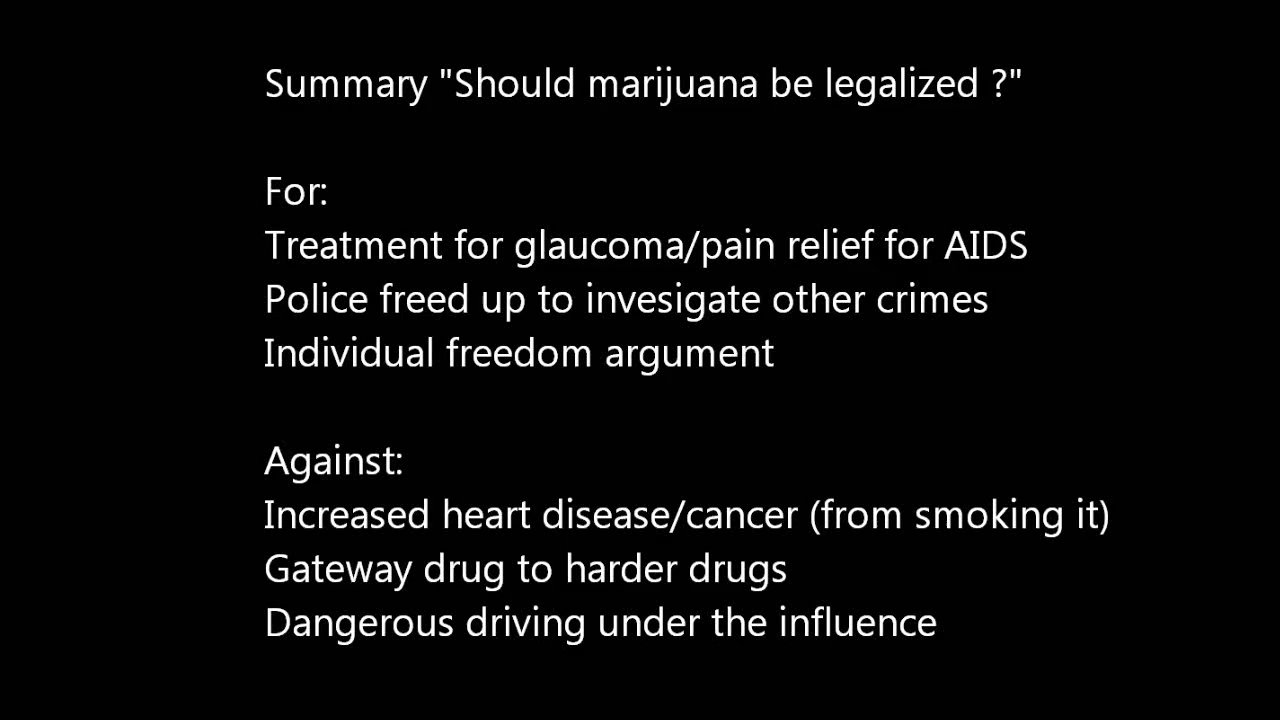 Summary "Should marijuana be legalized ?"
For:
Treatment for glaucoma/pain relief for AIDS
Police freed up to invesigate other crimes
Individual freedom argument
Against:
Increased heart disease/cancer (from smoking it)
Gateway drug to harder drugs
Dangerous driving under the influence